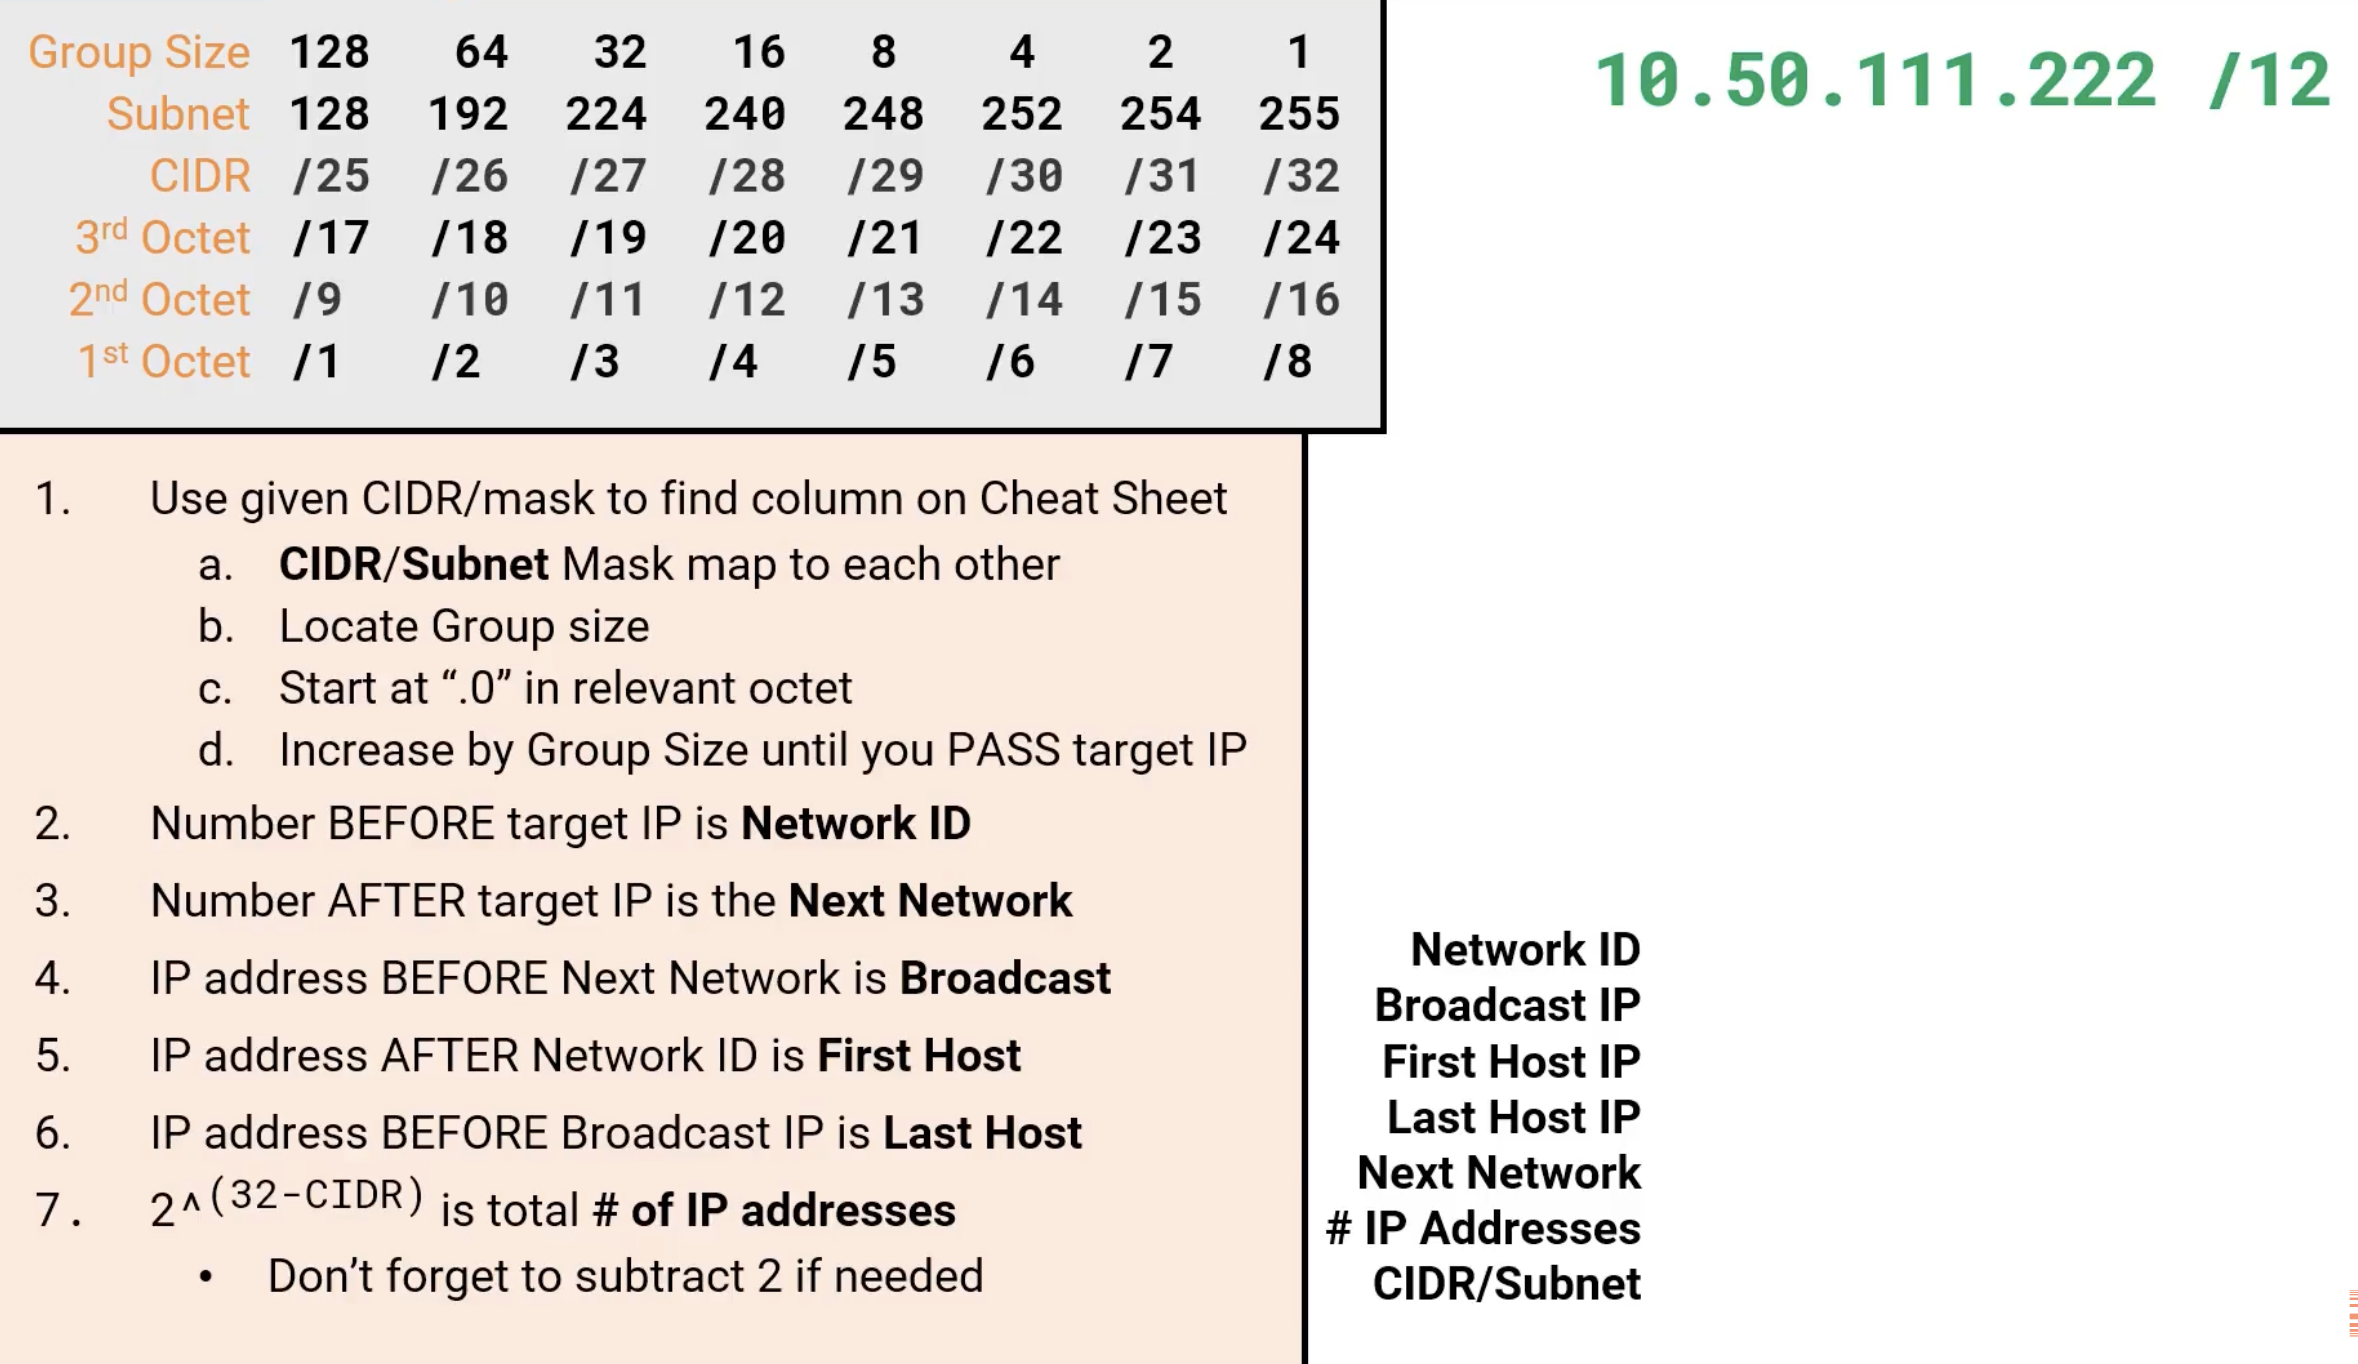 Group Size 128 64 32 16 8 4 2 1
Subnet 128 192 224 240 248 252 254 255
CIDR /25 /26 /27 /28 /29 /30 /31 /32
3rd Octet /17 /18 /19 /20 /21 /22 /23 /24
2nd Octet /9 /10 /11 /12 /13 /14 /15 /16
1st Octet /1 /2 /3 /4 /5 /6 /7 /8
10.50.111.222 /12
1. Use given CIDR/mask to find column on Cheat Sheet
a. CIDR/Subnet Mask map to each other
b. Locate Group size
c. Start at “.0” in relevant octet
d. Increase by Group Size until you PASS target IP
2. Number BEFORE target IP is Network ID
3. Number AFTER target IP is the Next Network
4. IP address BEFORE Next Network is Broadcast
5. IP address AFTER Network ID is First Host
6. IP address BEFORE Broadcast IP is Last Host
7. 2^(32-CIDR) is total # of IP addresses
• Don’t forget to subtract 2 if needed
Network ID
Broadcast IP
First Host IP
Last Host IP
Next Network
# IP Addresses
CIDR/Subnet